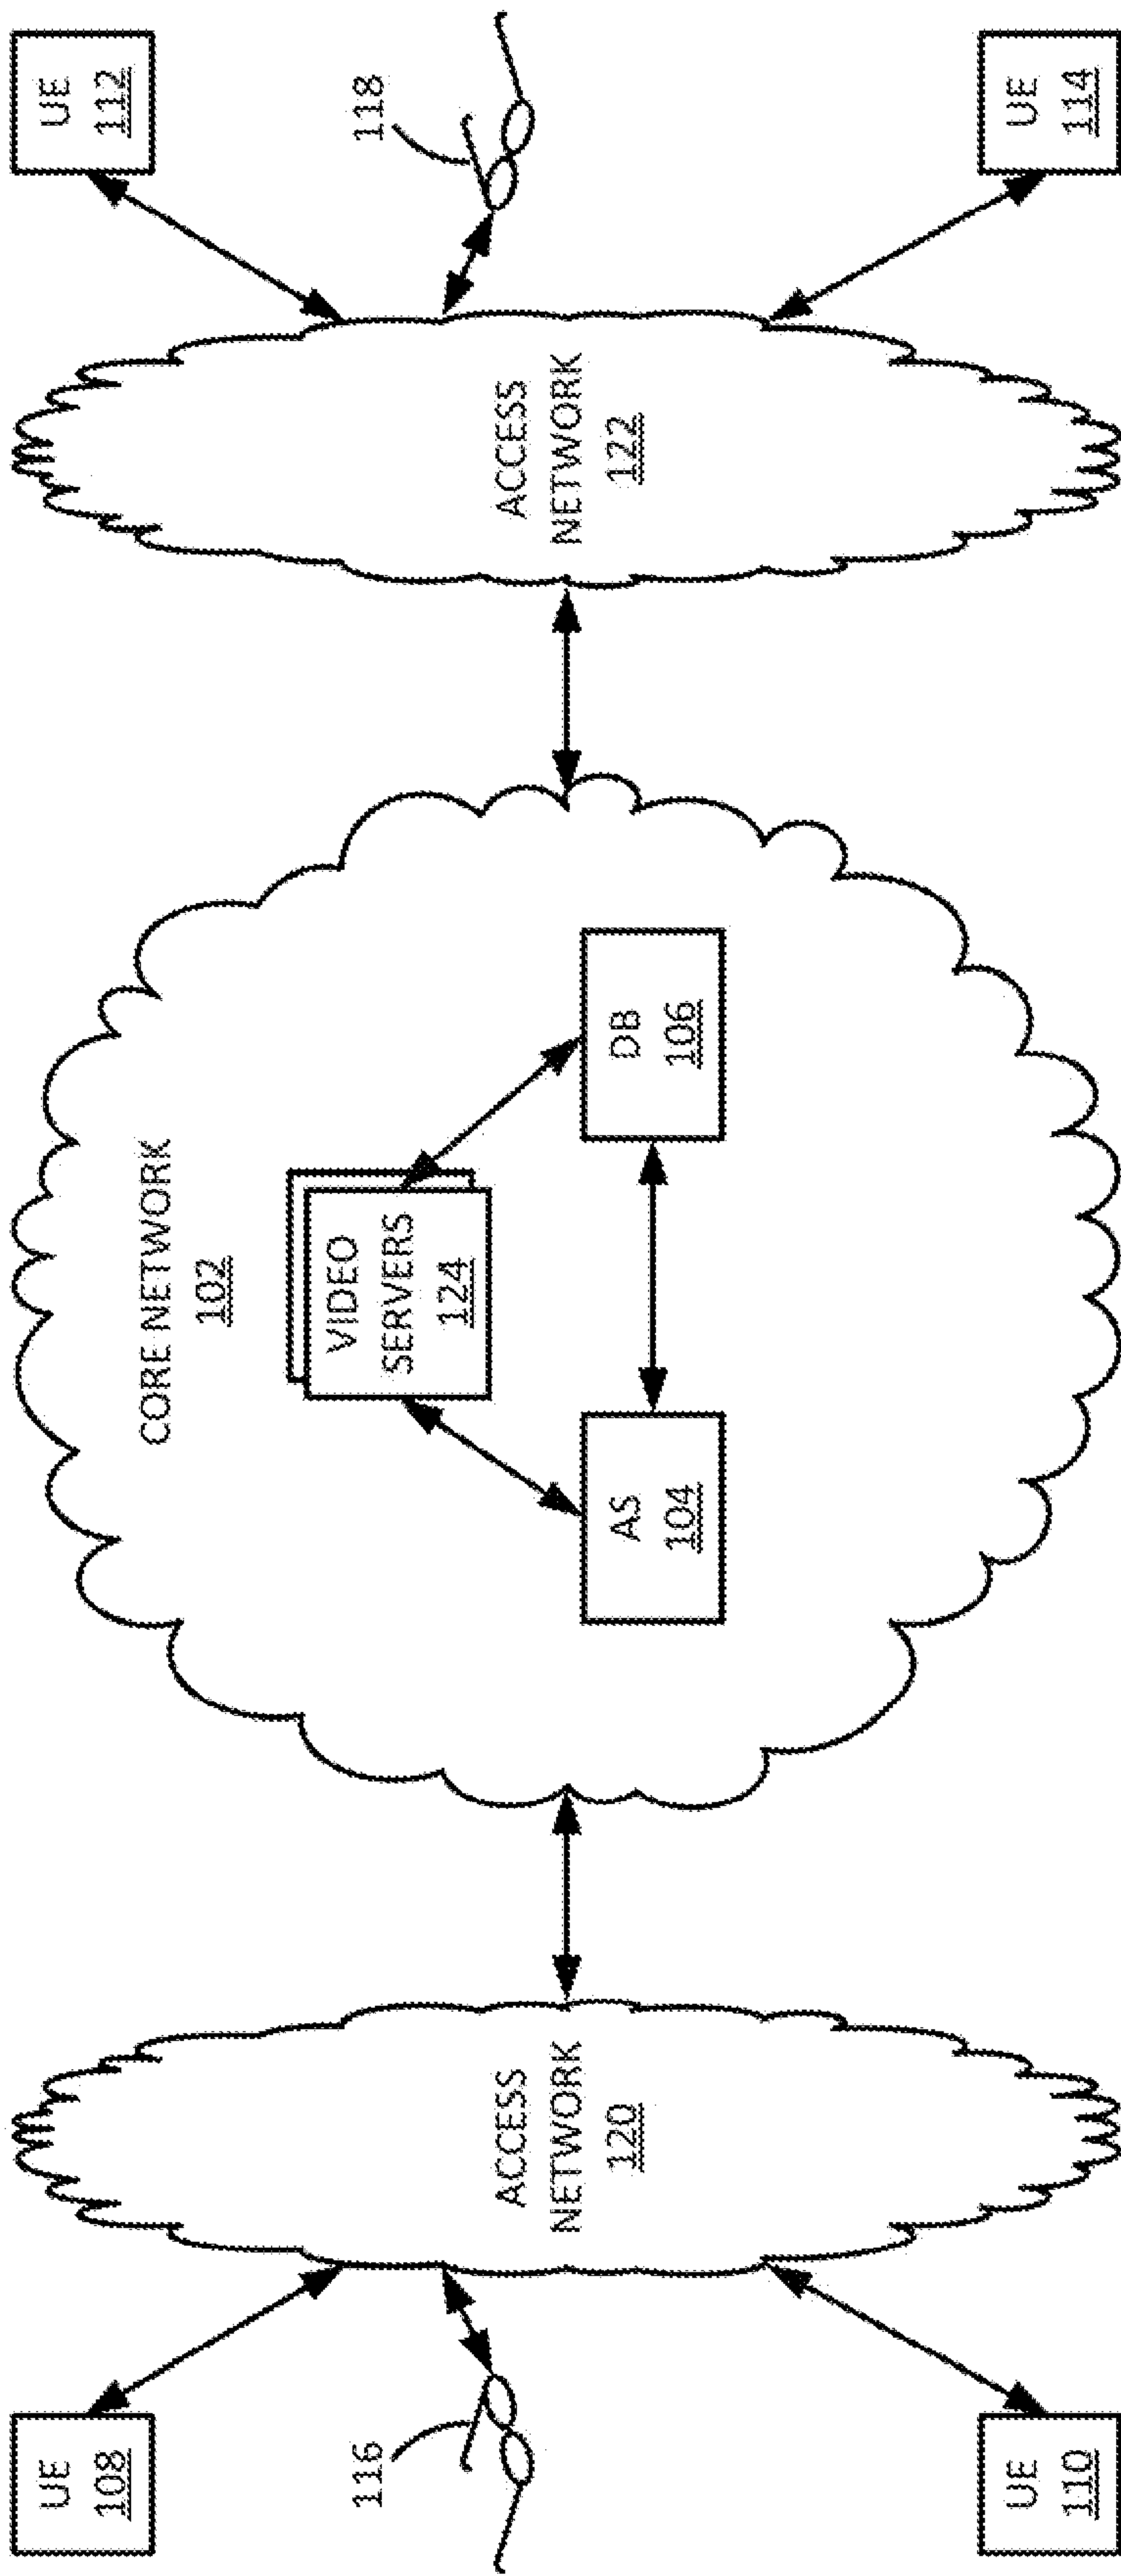 UE
108
116
UE
110
ACCESS
NETWORK
120
CORE NETWORK
102
VIDEO
SERVERS
124
AS
104
DB
106
ACCESS
NETWORK
122
UE
112
118
UE
114